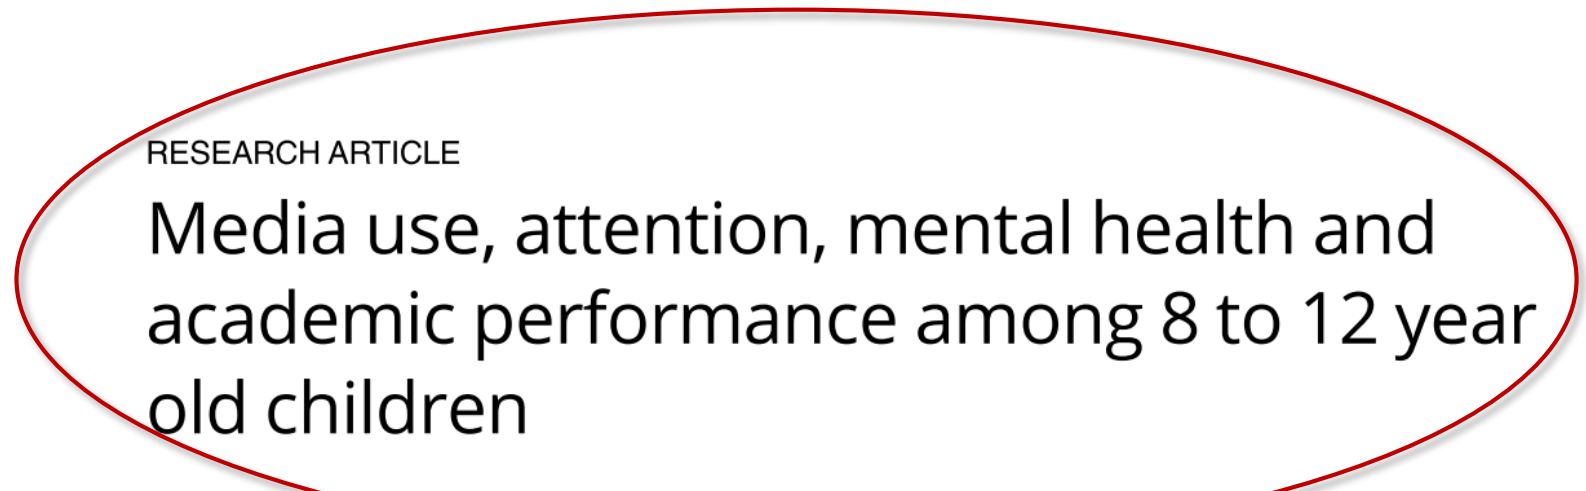 RESEARCH ARTICLE
Media use, attention, mental health and
academic performance among 8 to 12 year
old children